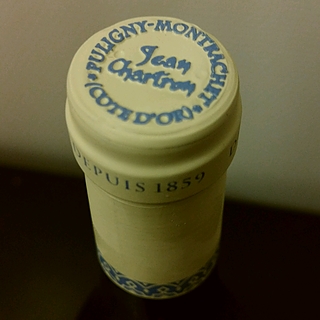 * PULIGNY-MONTRACHET *
Jean
Chartron
(COTE D'OR)
DEPUIS 1859